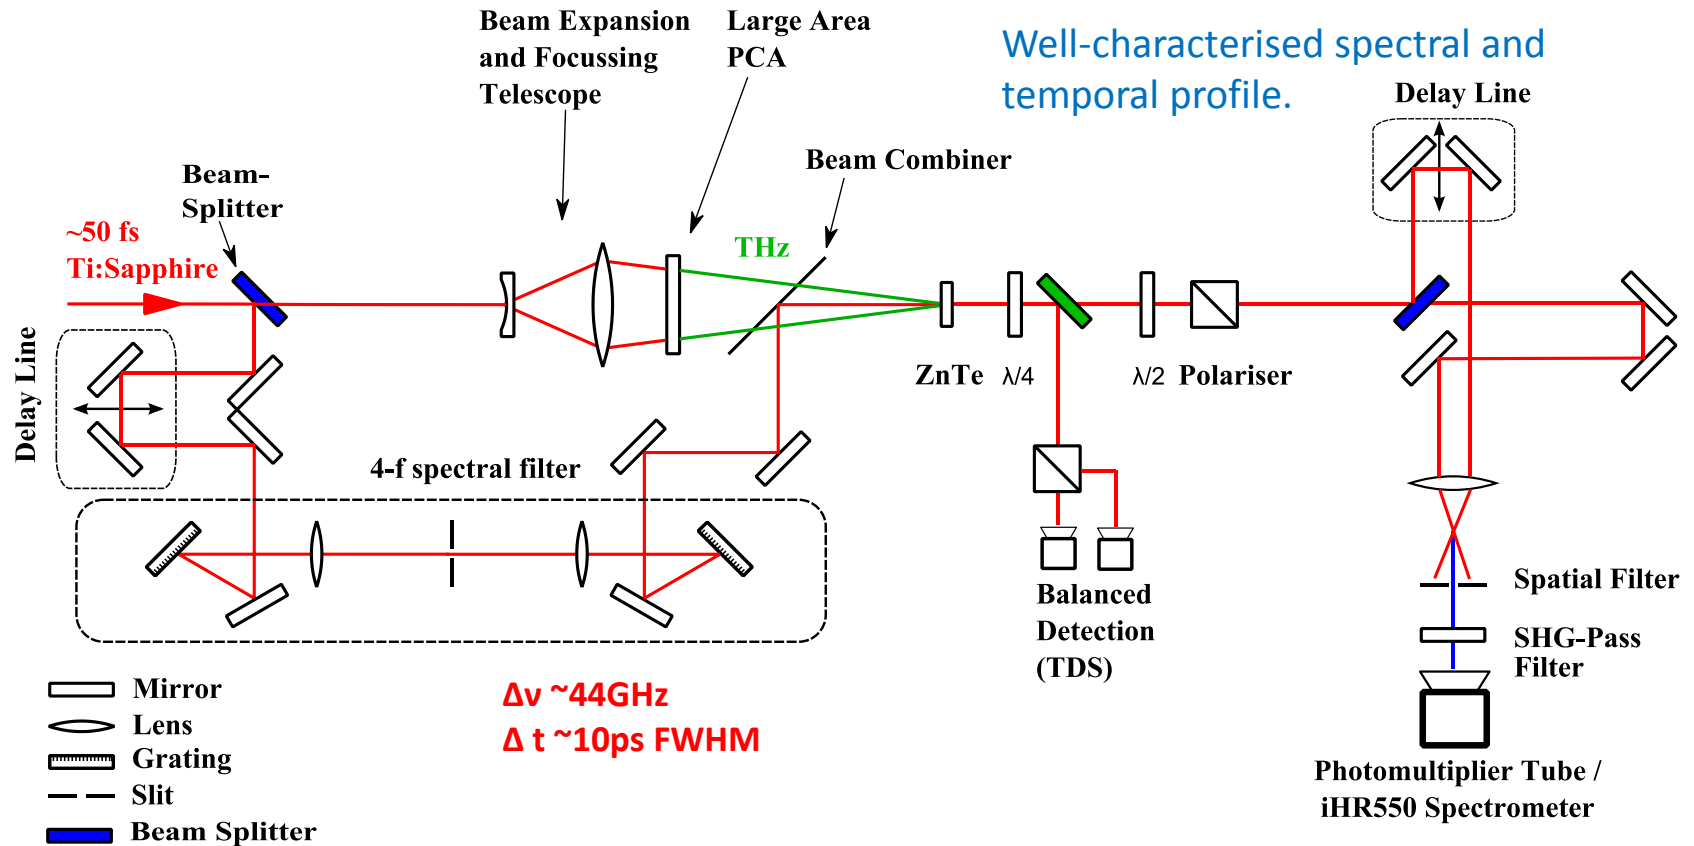 Beam Expansion
and Focussing
Telescope
Large Area
PCA
Well-characterised spectral and
temporal profile.
Delay Line
Beam Combiner
Beam-
Splitter
~50 fs
Ti:Sapphire
THz
Delay Line
ZnTe
λ/4
λ/2
Polariser
4-f spectral filter
Balanced
Detection
(TDS)
Spatial Filter
SHG-Pass
Filter
Photomultiplier Tube /
iHR550 Spectrometer
Δν ~44GHz
Δ t ~10ps FWHM
Mirror
Lens
Grating
Slit
Beam Splitter